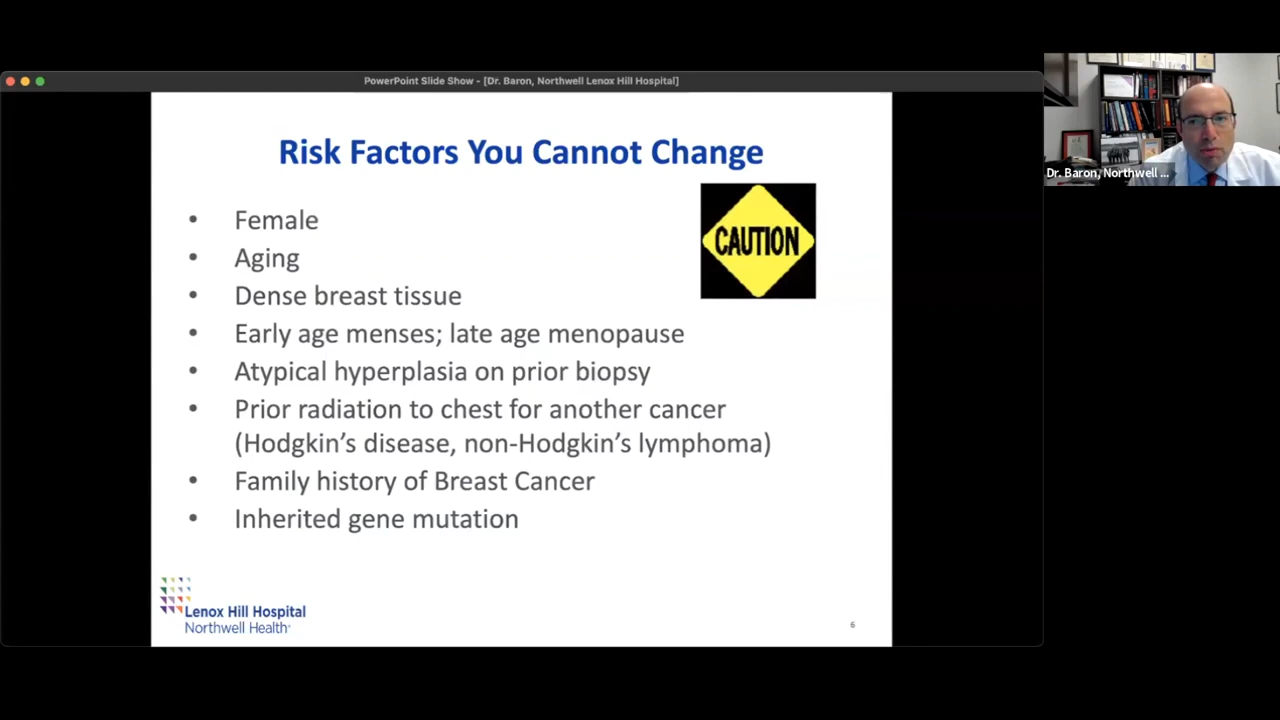 PowerPoint Slide Show - [Dr. Baron, Northwell Lenox Hill Hospital]
Risk Factors You Cannot Change
CAUTION
• Female
• Aging
• Dense breast tissue
• Early age menses; late age menopause
• Atypical hyperplasia on prior biopsy
• Prior radiation to chest for another cancer
(Hodgkin’s disease, non-Hodgkin’s lymphoma)
• Family history of Breast Cancer
• Inherited gene mutation
Lenox Hill Hospital
Northwell Health
6
Dr. Baron, Northwell ...